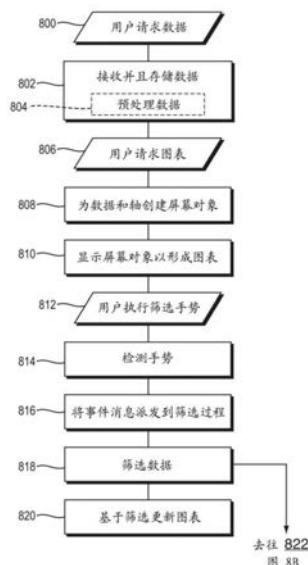 800
用户请求数据
802
接收并且存储数据
804
预处理数据
806
用户请求图表
808
为数据和轴创建屏幕对象
810
显示屏幕对象以形成图表
812
用户执行筛选手势
814
检测手势
816
将事件消息派发到筛选过程
818
筛选数据
820
基于筛选更新图表
去往 822
图 8B